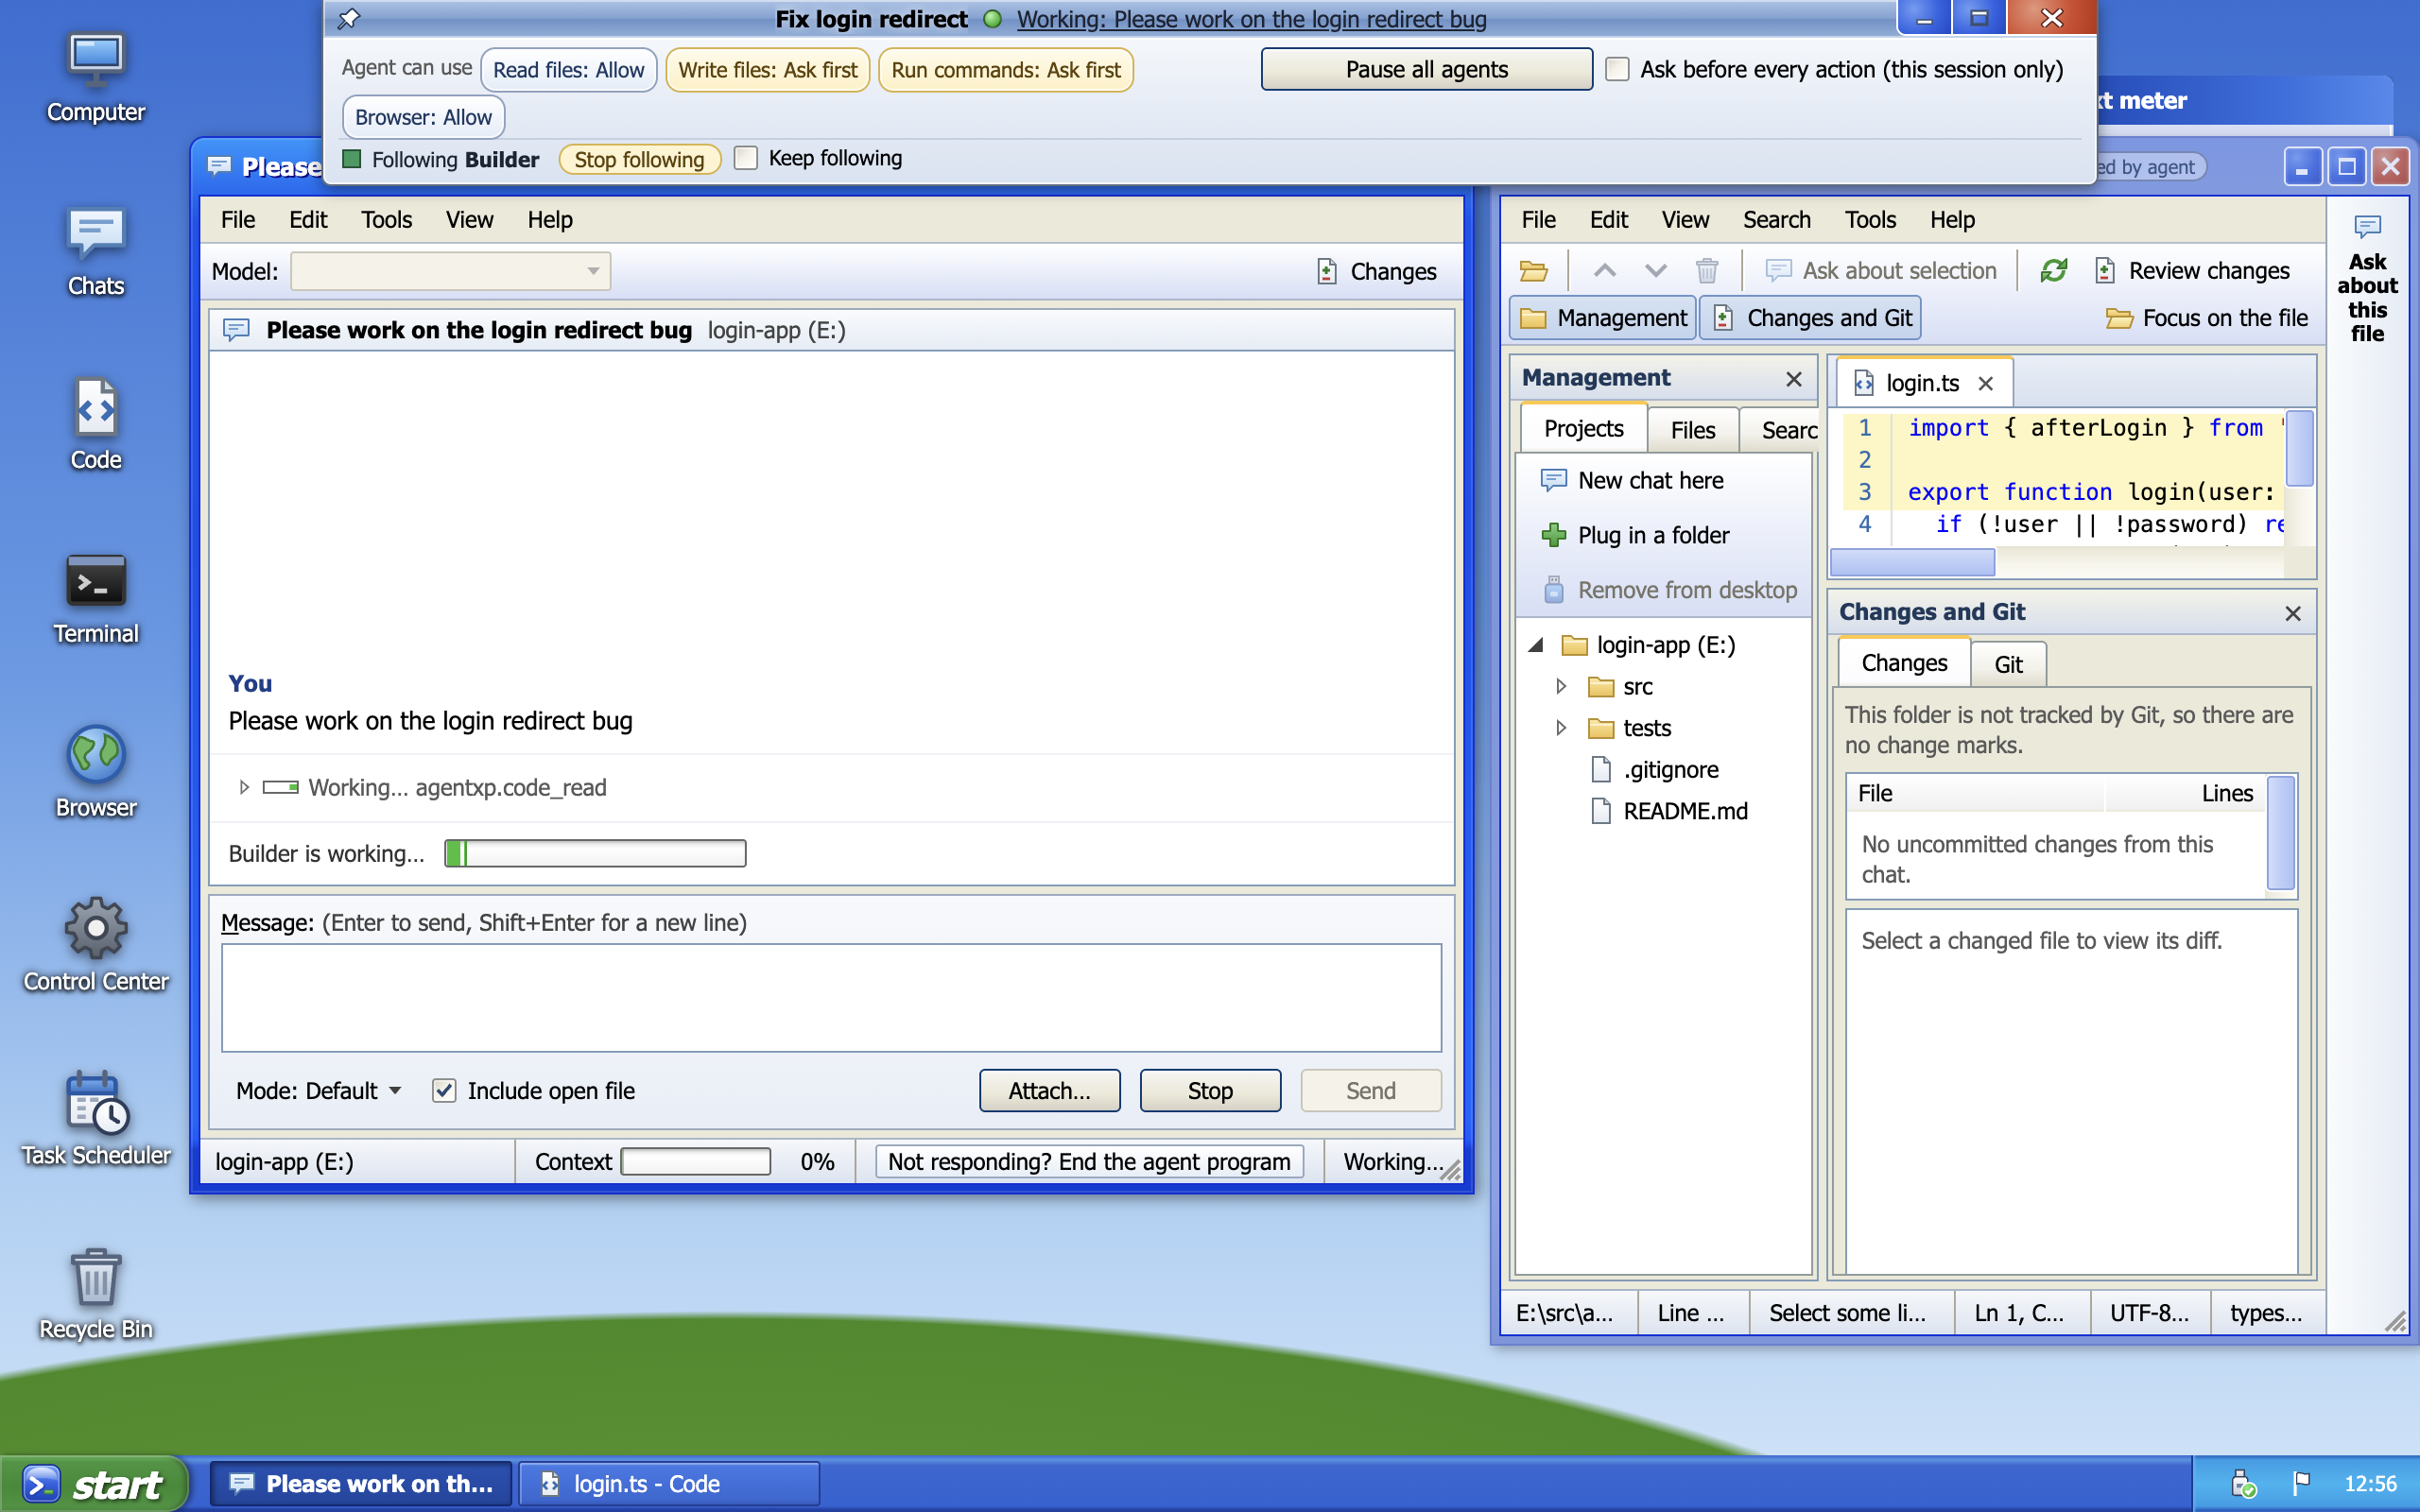 Fix login redirect Working: Please work on the login redirect bug
Agent can use Read files: Allow Write files: Ask first Run commands: Ask first
Browser: Allow
Pause all agents Ask before every action (this session only)
Following Builder Stop following Keep following
Computer
Chats
Code
Terminal
Browser
Control Center
Task Scheduler
Recycle Bin
Please
File Edit Tools View Help
Model:
Changes
Please work on the login redirect bug login-app (E:)
You
Please work on the login redirect bug
Working... agentxp.code_read
Builder is working...
Message: (Enter to send, Shift+Enter for a new line)
Mode: Default Include open file Attach... Stop Send
login-app (E:) Context 0% Not responding? End the agent program Working...
meter
by agent
File Edit View Search Tools Help
Ask about selection Review changes
Management Changes and Git Focus on the file
Ask
about
this
file
Management
Projects Files Searc
New chat here
Plug in a folder
Remove from desktop
login-app (E:)
src
tests
.gitignore
README.md
login.ts
1 import { afterLogin } from '
2
3 export function login(user:
4 if (!user || !password) re
Changes and Git
Changes Git
This folder is not tracked by Git, so there are
no change marks.
File Lines
No uncommitted changes from this
chat.
Select a changed file to view its diff.
E:\src\a... Line ... Select some li... Ln 1, C... UTF-8... types...
start Please work on th... login.ts - Code 12:56